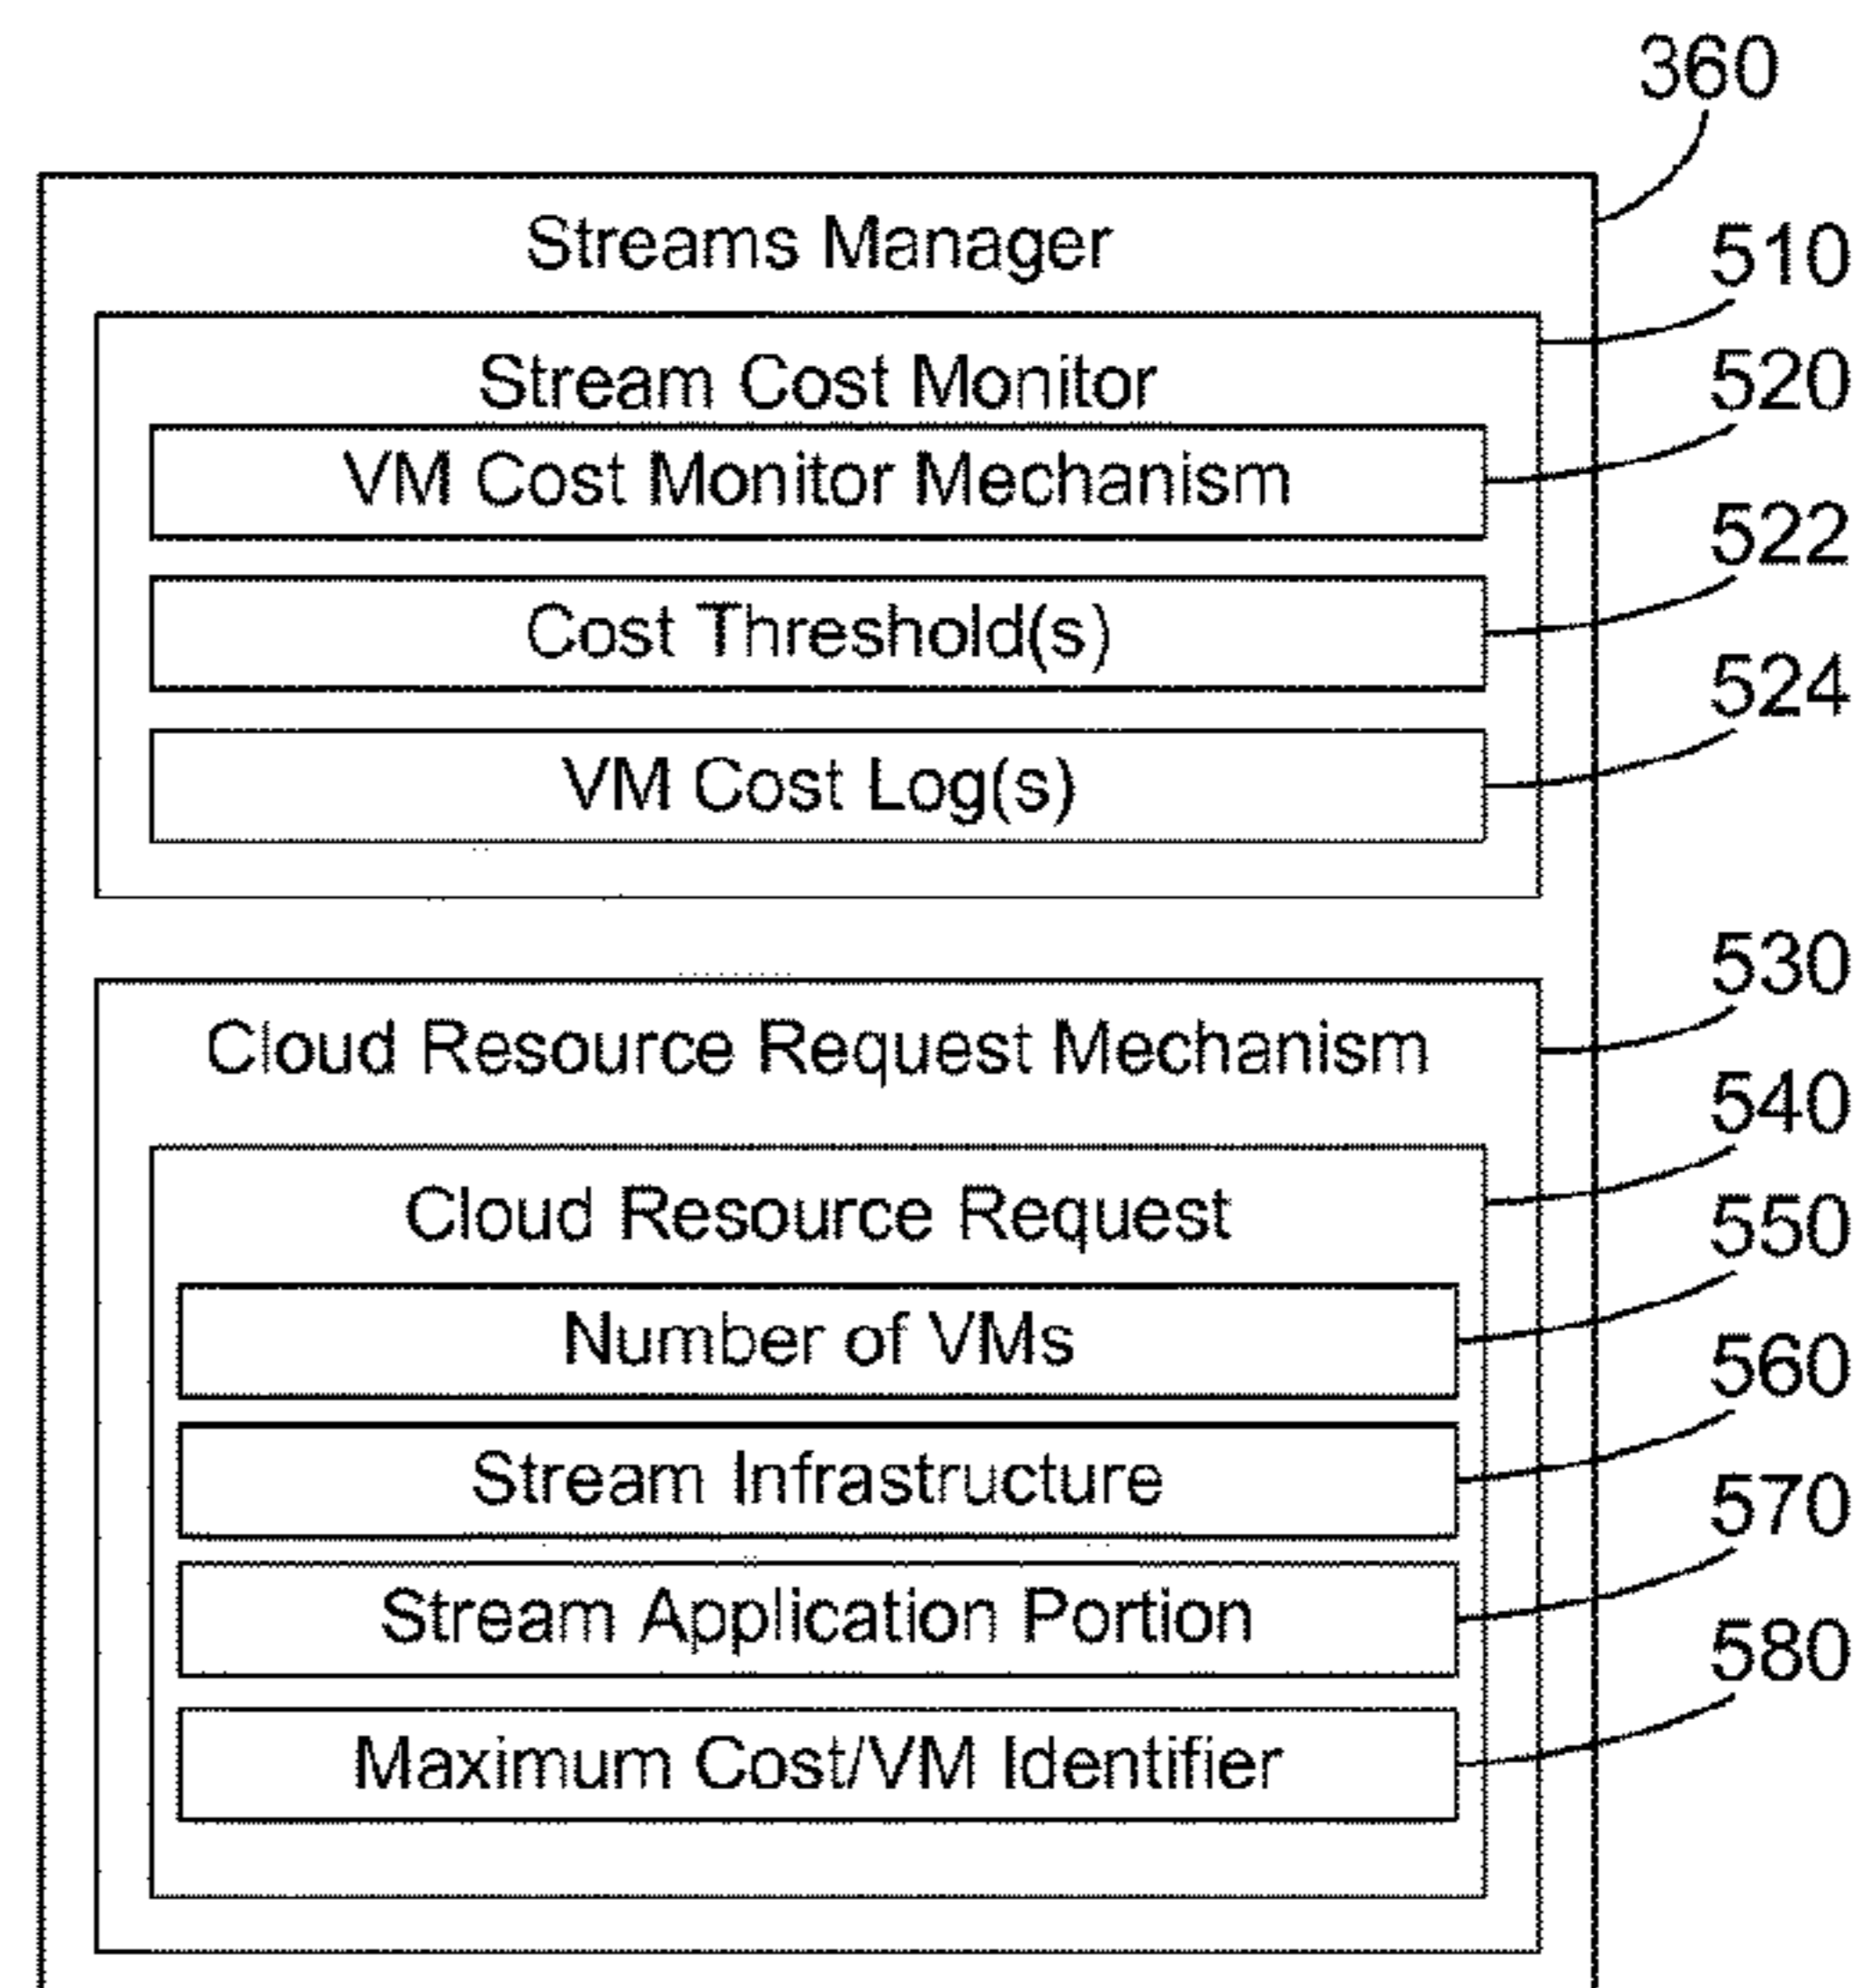 360
Streams Manager
510
Stream Cost Monitor
520
VM Cost Monitor Mechanism
522
Cost Threshold(s)
524
VM Cost Log(s)
530
Cloud Resource Request Mechanism
540
Cloud Resource Request
550
Number of VMs
560
Stream Infrastructure
570
Stream Application Portion
580
Maximum Cost/VM Identifier